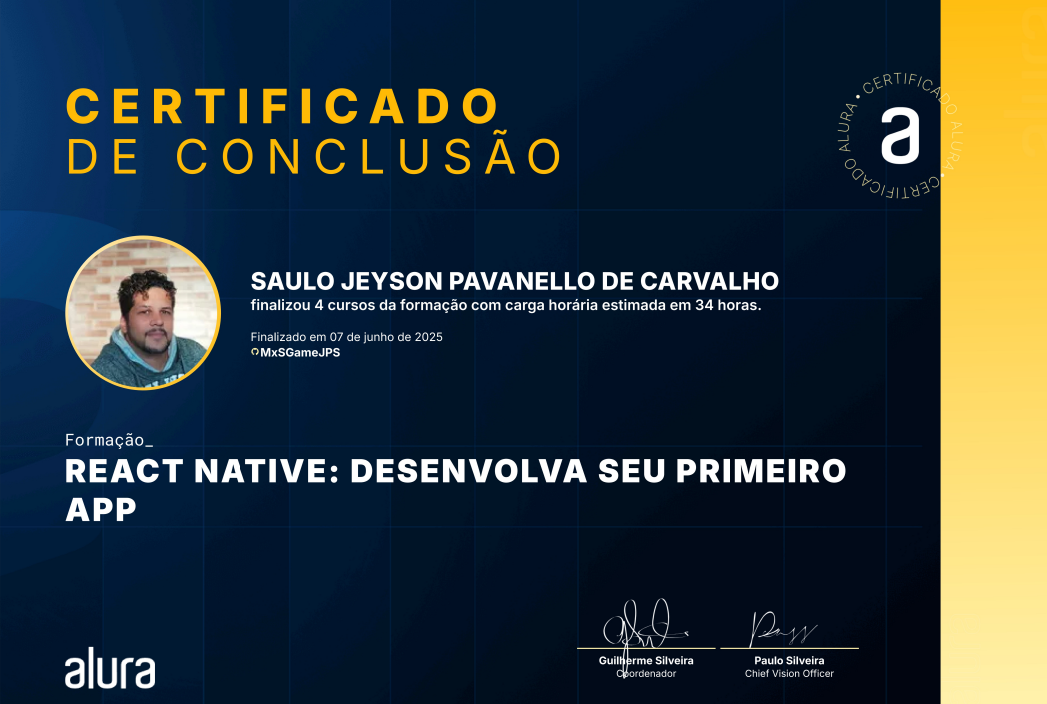 CERTIFICADO
DE CONCLUSÃO
CERTIFICADO ALURA • CERTIFICADO ALURA •
a
SAULO JEYSON PAVANELLO DE CARVALHO
finalizou 4 cursos da formação com carga horária estimada em 34 horas.
Finalizado em 07 de junho de 2025
MxSGameJPS
Formação_
REACT NATIVE: DESENVOLVA SEU PRIMEIRO
APP
Guilherme Silveira
Coordenador
Paulo Silveira
Chief Vision Officer
alura